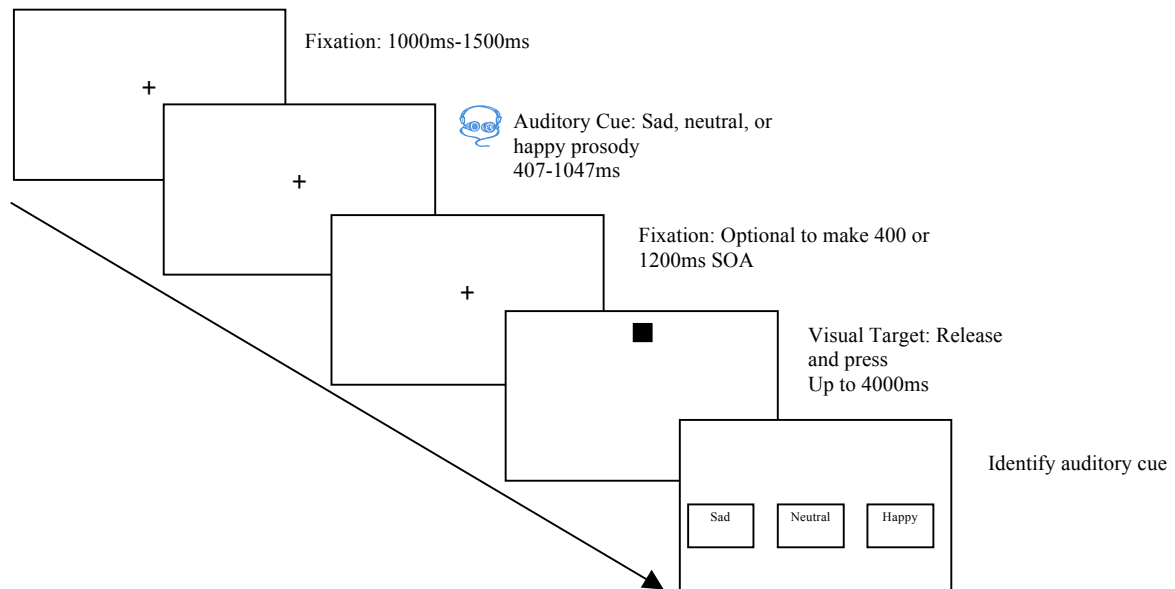 Fixation: 1000ms-1500ms
Auditory Cue: Sad, neutral, or
happy prosody
407-1047ms
Fixation: Optional to make 400 or
1200ms SOA
Visual Target: Release
and press
Up to 4000ms
Identify auditory cue
Sad
Neutral
Happy